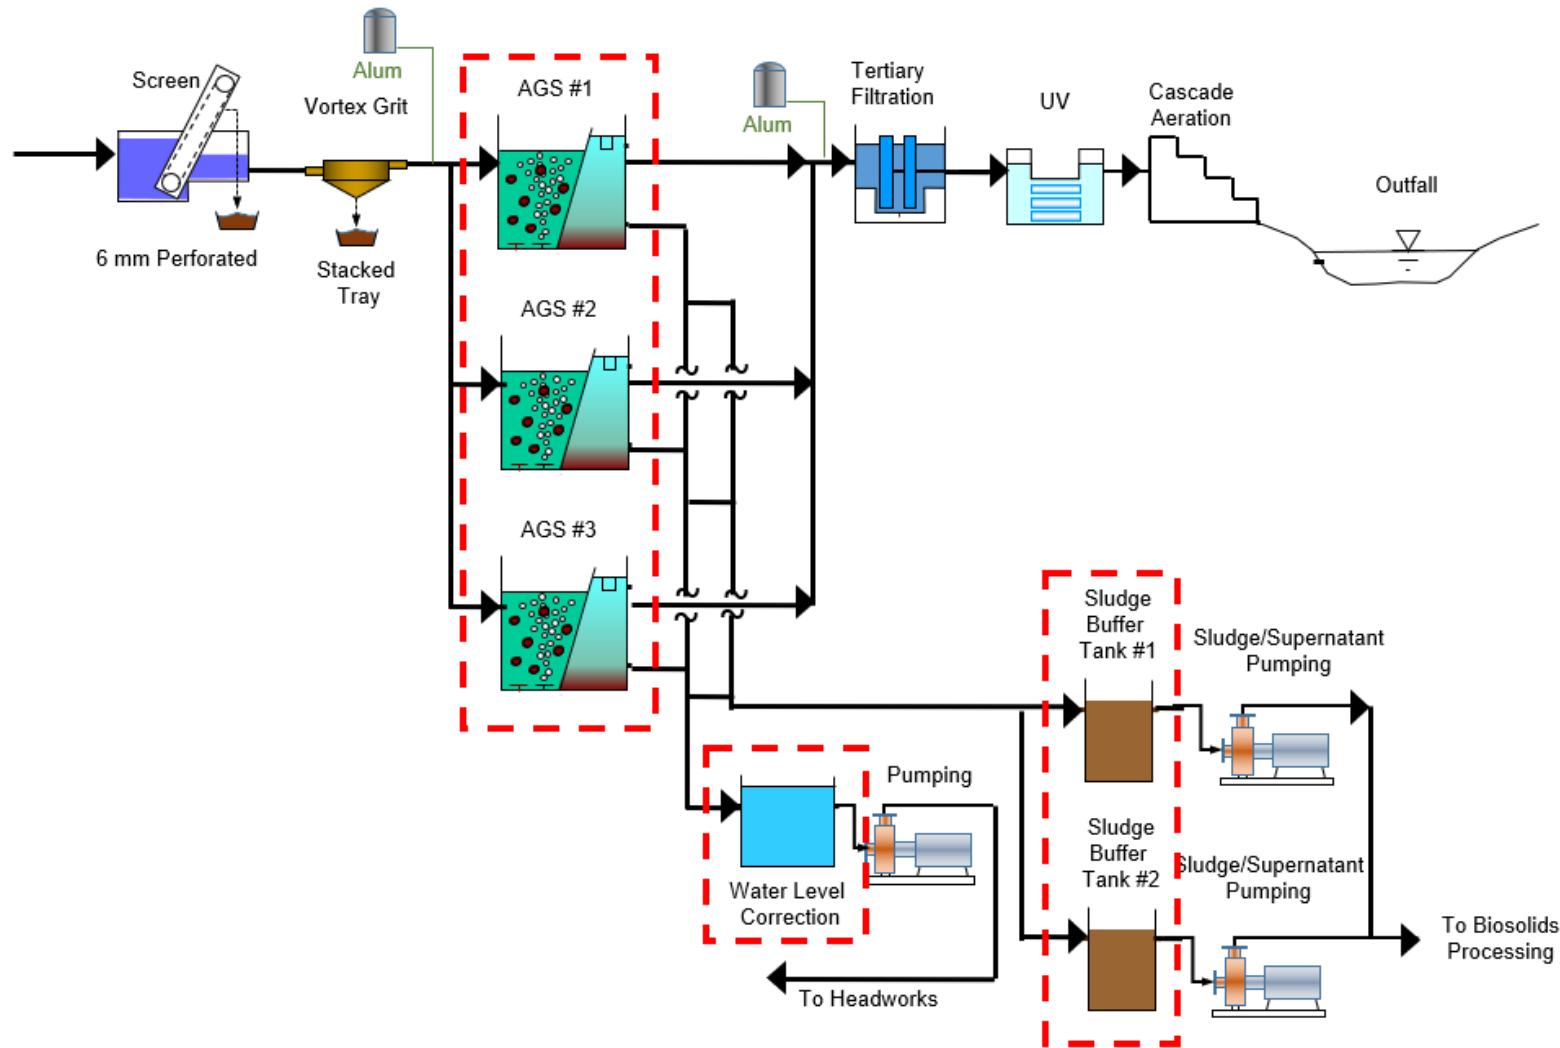 Screen
6 mm Perforated
Vortex Grit
Stacked
Tray
Alum
AGS #1
AGS #2
AGS #3
Alum
Tertiary
Filtration
UV
Cascade
Aeration
Outfall
Water Level
Correction
Pumping
To Headworks
Sludge
Buffer
Tank #1
Sludge/Supernatant
Pumping
Sludge
Buffer
Tank #2
Sludge/Supernatant
Pumping
To Biosolids
Processing